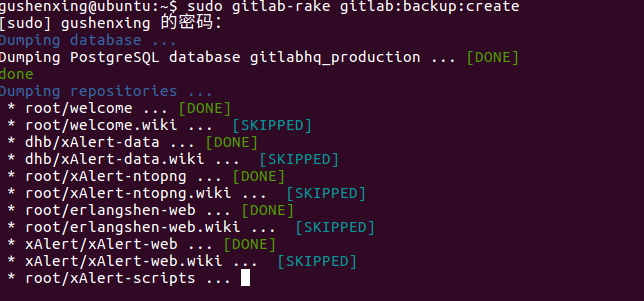 gushenxing@ubuntu:~$ sudo gitlab-rake gitlab:backup:create
[sudo] gushenxing 的密码：
Dumping database ...
Dumping PostgreSQL database gitlabhq_production ... [DONE]
done
Dumping repositories ...
* root/welcome ... [DONE]
* root/welcome.wiki ...  [SKIPPED]
* dhb/xAlert-data ... [DONE]
* dhb/xAlert-data.wiki ...  [SKIPPED]
* root/xAlert-ntopng ... [DONE]
* root/xAlert-ntopng.wiki ...  [SKIPPED]
* root/erlangshen-web ... [DONE]
* root/erlangshen-web.wiki ...  [SKIPPED]
* xAlert/xAlert-web ... [DONE]
* xAlert/xAlert-web.wiki ...  [SKIPPED]
* root/xAlert-scripts ...